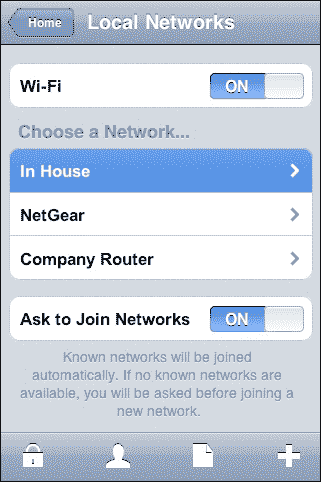 Home
Local Networks
Wi-Fi
ON
Choose a Network...
In House
NetGear
Company Router
Ask to Join Networks
ON
Known networks will be joined
automatically. If no known networks are
available, you will be asked before joining a
new network.